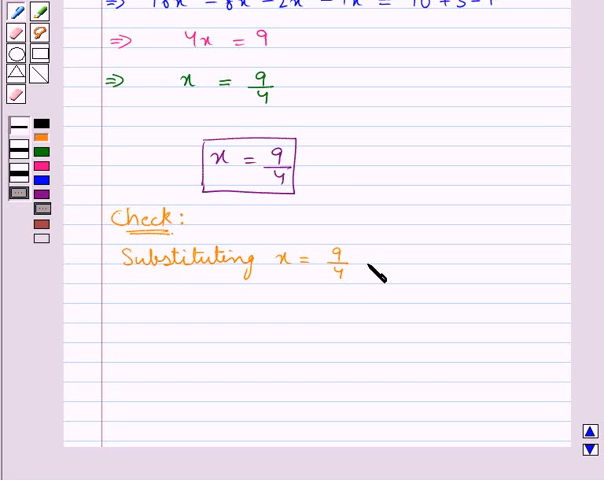 ⇒ 4x = 9
⇒ x = 9/4
x = 9/4
Check:
Substituting x = 9/4